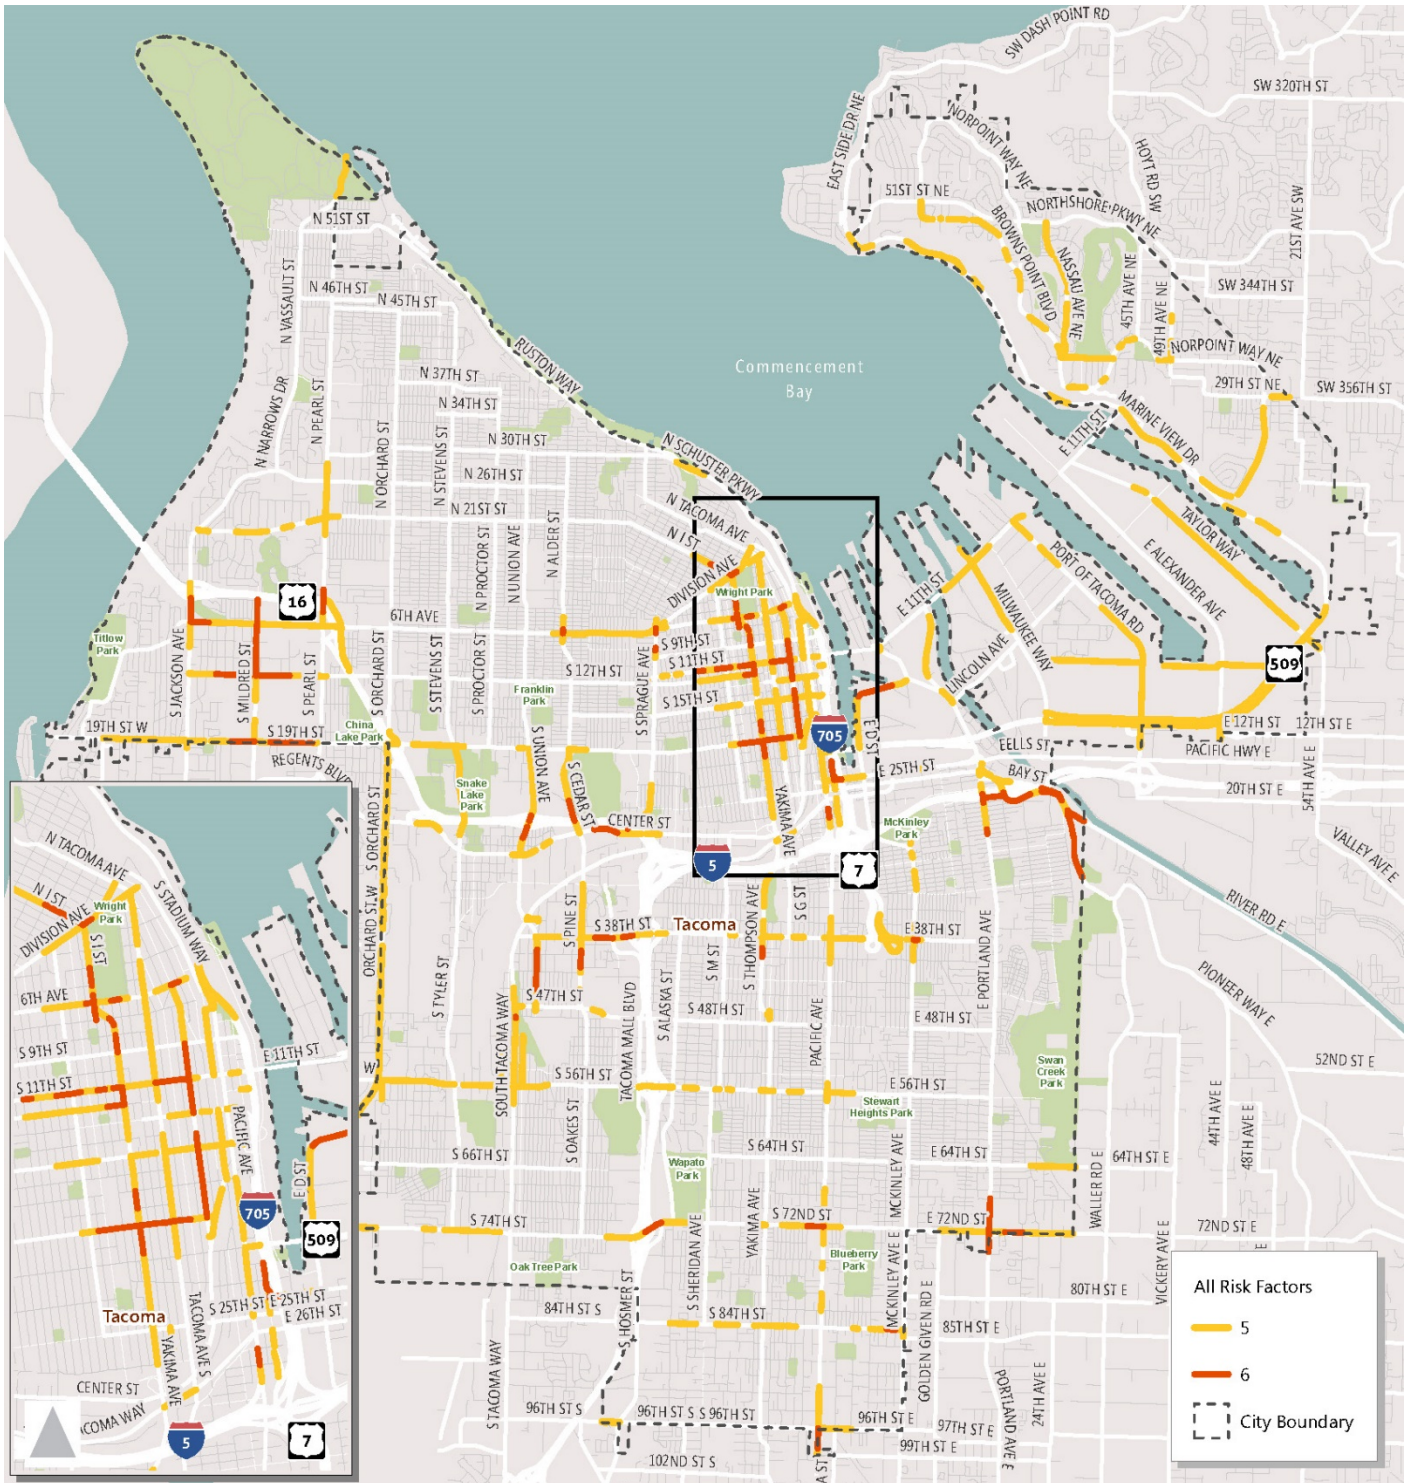 SW DASH POINT RD
SW 320TH ST
NORPOINT WAY NE
HOYT RD SW
EAST SIDE DR NE
51ST ST NE
NORTHSHORE PKWY NE
21ST AVE SW
BROWNS POINT BLVD
NASSAU AVE NE
45TH AVE NE
49TH AVE NE
SW 344TH ST
NORPOINT WAY NE
29TH ST NE
SW 356TH ST
MARINE VIEW DR
E 11TH ST
TAYLOR WAY
E ALEXANDER AVE
PORT OF TACOMA RD
MILWAUKEE WAY
LINCOLN AVE
E 11TH ST
509
E 12TH ST
12TH ST E
EELLS ST
PACIFIC HWY E
BAY ST
20TH ST E
54TH AVE E
VALLEY AVE E
RIVER RD E
PIONEER WAY E
52ND ST E
Commencement
Bay
N 51ST ST
N VASSAULT ST
N 46TH ST
N 45TH ST
RUSTON WAY
N 37TH ST
N 34TH ST
N NARROWS DR
N PEARL ST
N ORCHARD ST
N STEVENS ST
N 30TH ST
N 26TH ST
N 21ST ST
N SCHUSTER PKWY
N TACOMA AVE
N I ST
DIVISION AVE
Wright Park
N PROCTOR ST
N UNION AVE
N ALDER ST
16
6TH AVE
Titlow
Park
S JACKSON AVE
S MILDRED ST
S PEARL ST
S ORCHARD ST
S STEVENS ST
S PROCTOR ST
S 9TH ST
S 11TH ST
S 12TH ST
S SPRAGUE AVE
S 15TH ST
Franklin
Park
China
Lake Park
19TH ST W
S 19TH ST
REGENTS BLVD
705
E D ST
E 25TH ST
S UNION AVE
S CEDAR ST
Snake
Lake
Park
CENTER ST
YAKIMA AVE
McKinley
Park
5
7
S ORCHARD ST
ORCHARD ST W
S TYLER ST
S PINE ST
S 38TH ST
Tacoma
S G ST
S THOMPSON AVE
S M ST
E 38TH ST
E PORTLAND AVE
S 47TH ST
SOUTH TACOMA WAY
TACOMA MALL BLVD
S ALASKA ST
S 48TH ST
PACIFIC AVE
E 48TH ST
S 56TH ST
E 56TH ST
Stewart
Heights Park
Swan
Creek
Park
W
S OAKES ST
S 66TH ST
S 64TH ST
E 64TH ST
64TH ST E
44TH AVE E
48TH AVE E
Wapato
Park
MCKINLEY AVE
WALLER RD E
S 74TH ST
S 72ND ST
E 72ND ST
72ND ST E
VICKERY AVE E
YAKIMA AVE
S SHERIDAN AVE
Blueberry
Park
MCKINLEY AVE E
GOLDEN GIVEN RD E
Oak Tree Park
84TH ST S
S HOSMER ST
S 84TH ST
85TH ST E
80TH ST E
S TACOMA WAY
96TH ST S
96TH ST S
S 96TH ST
96TH ST E
97TH ST E
99TH ST E
PORTLAND AVE E
24TH AVE E
102ND ST S
A ST
N TACOMA AVE
N I ST
DIVISION AVE
Wright
Park
S STADIUM WAY
S I ST
6TH AVE
S 9TH ST
S 11TH ST
E 11TH ST
PACIFIC AVE
E D ST
705
509
S 25TH ST
E 25TH ST
E 26TH ST
Tacoma
TACOMA AVE S
YAKIMA AVE
CENTER ST
TACOMA WAY
5
7
All Risk Factors
5
6
City Boundary